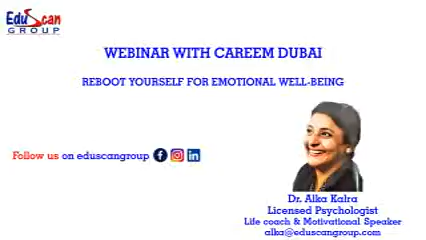 EduScan
GROUP
WEBINAR WITH CAREEM DUBAI
REBOOT YOURSELF FOR EMOTIONAL WELL-BEING
Follow us on eduscangroup
Dr. Alka Kalra
Licensed Psychologist
Life coach & Motivational Speaker
alka@eduscangroup.com